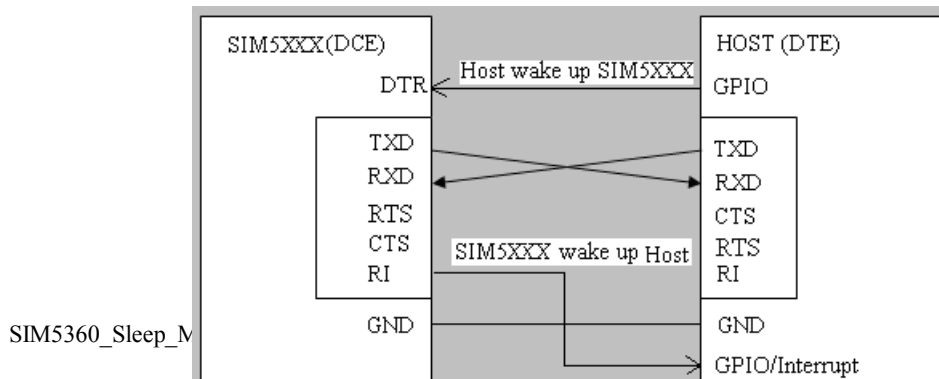 SIM5XXX(DCE)
HOST (DTE)
Host wake up SIM5XXX
DTR
GPIO
TXD
TXD
RXD
RXD
RTS
CTS
CTS
RTS
SIM5XXX wake up Host
RI
RI
GND
GND
SIM5360_Sleep_M
GPIO/Interrupt